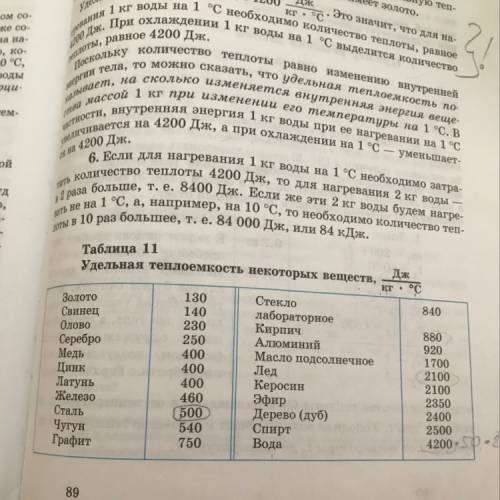 Дж
кг · °С
. Это значит, что для на-
вания 1 кг воды на 1 °С необходимо количество теплоты, равное
Дж. При охлаждении 1 кг воды на 1 °С выделится количество
теплоты, равное 4200 Дж.
Поскольку количество теплоты равно изменению внутренней
энергии тела, то можно сказать, что удельная теплоемкость по-
казывает, на сколько изменяется внутренняя энергия веще-
ства массой 1 кг при изменении его температуры на 1 °С. В
частности, внутренняя энергия 1 кг воды при ее нагревании на 1 °С
увеличивается на 4200 Дж, а при охлаждении на 1 °С — уменьшает-
ся на 4200 Дж.
6. Если для нагревания 1 кг воды на 1 °С необходимо затра-
тить количество теплоты 4200 Дж, то для нагревания 2 кг воды —
в 2 раза больше, т. е. 8400 Дж. Если же эти 2 кг воды будем нагре-
вать не на 1 °С, а, например, на 10 °С, то необходимо количество теп-
лоты в 10 раз большее, т. е. 84 000 Дж, или 84 кДж.
Таблица 11
Удельная теплоемкость некоторых веществ, Дж
кг · °С
Золото 130
Свинец 140
Олово 230
Серебро 250
Медь 400
Цинк 400
Латунь 400
Железо 460
Сталь 500
Чугун 540
Графит 750
Стекло
лабораторное 840
Кирпич 880
Алюминий 920
Масло подсолнечное 1700
Лед 2100
Керосин 2100
Эфир 2350
Дерево (дуб) 2400
Спирт 2500
Вода 4200
89